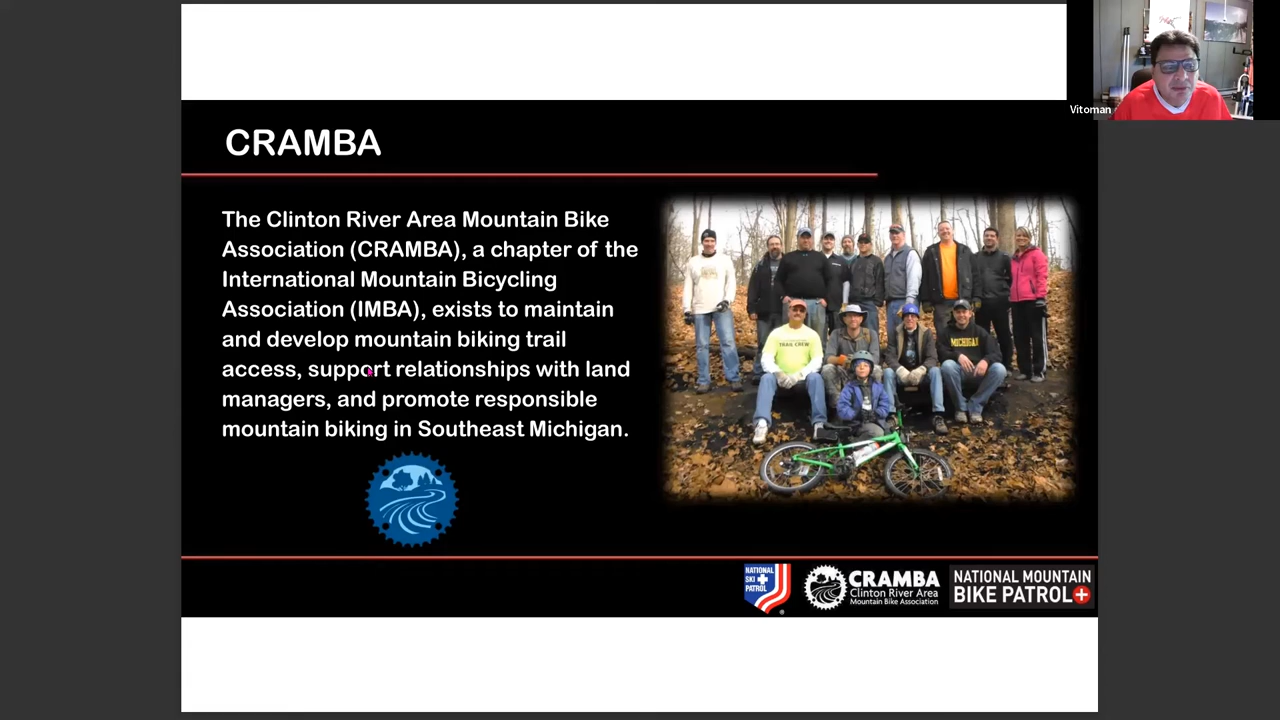 Vitoman
CRAMBA
The Clinton River Area Mountain Bike
Association (CRAMBA), a chapter of the
International Mountain Bicycling
Association (IMBA), exists to maintain
and develop mountain biking trail
access, support relationships with land
managers, and promote responsible
mountain biking in Southeast Michigan.
TRAIL CREW
MICHIGAN
NATIONAL
SKI
PATROL
®
CRAMBA
Clinton River Area
Mountain Bike Association
NATIONAL MOUNTAIN
BIKE PATROL